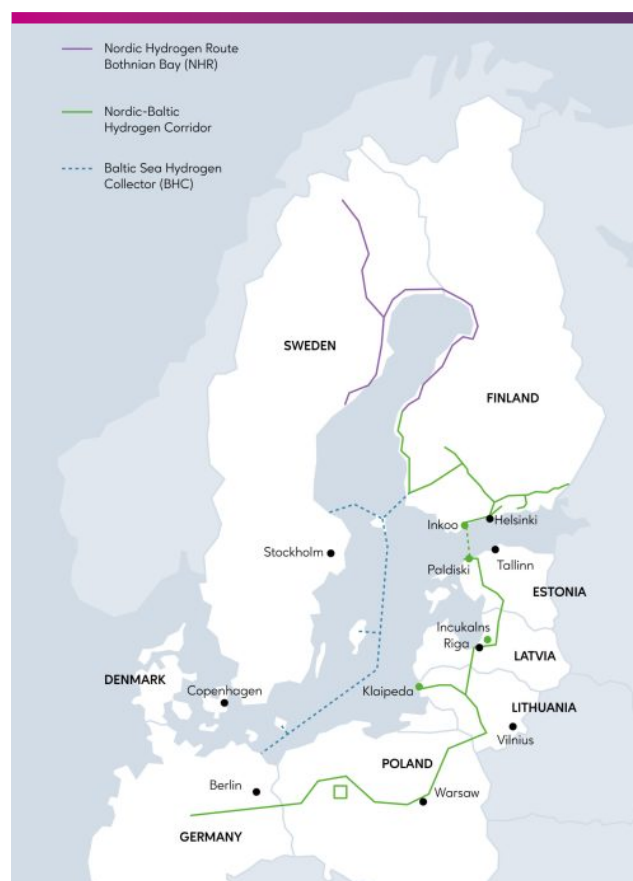 Nordic Hydrogen Route
Bothnian Bay (NHR)
Nordic-Baltic
Hydrogen Corridor
Baltic Sea Hydrogen
Collector (BHC)
SWEDEN
FINLAND
Inkoo
Helsinki
Stockholm
Paldiski
Tallinn
ESTONIA
Incukalns
Riga
LATVIA
DENMARK
Copenhagen
Klaipeda
LITHUANIA
Vilnius
POLAND
Berlin
Warsaw
GERMANY